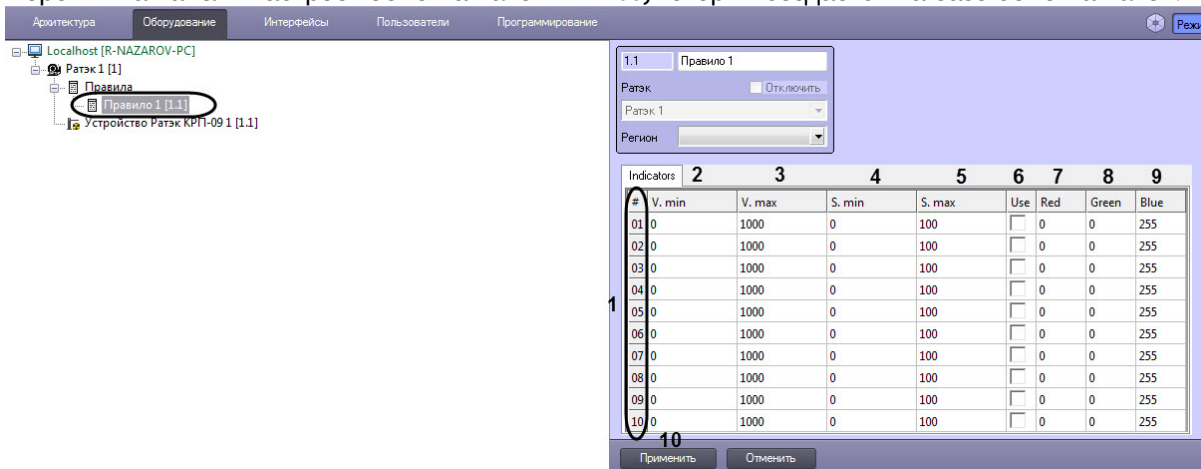 Архитектура Оборудование Интерфейсы Пользователи Программирование Режи
Localhost [R-NAZAROV-PC]
Ратэк 1 [1]
Правила
Правило 1 [1.1]
Устройство Ратэк КРП-09 1 [1.1]
1.1 Правило 1
Ратэк Отключить
Ратэк 1
Регион
Indicators 2 3 4 5 6 7 8 9
# V. min V. max S. min S. max Use Red Green Blue
01 0 1000 0 100 0 0 255
02 0 1000 0 100 0 0 255
03 0 1000 0 100 0 0 255
04 0 1000 0 100 0 0 255
1
05 0 1000 0 100 0 0 255
06 0 1000 0 100 0 0 255
07 0 1000 0 100 0 0 255
08 0 1000 0 100 0 0 255
09 0 1000 0 100 0 0 255
10 0 1000 0 100 0 0 255
10
Применить Отменить